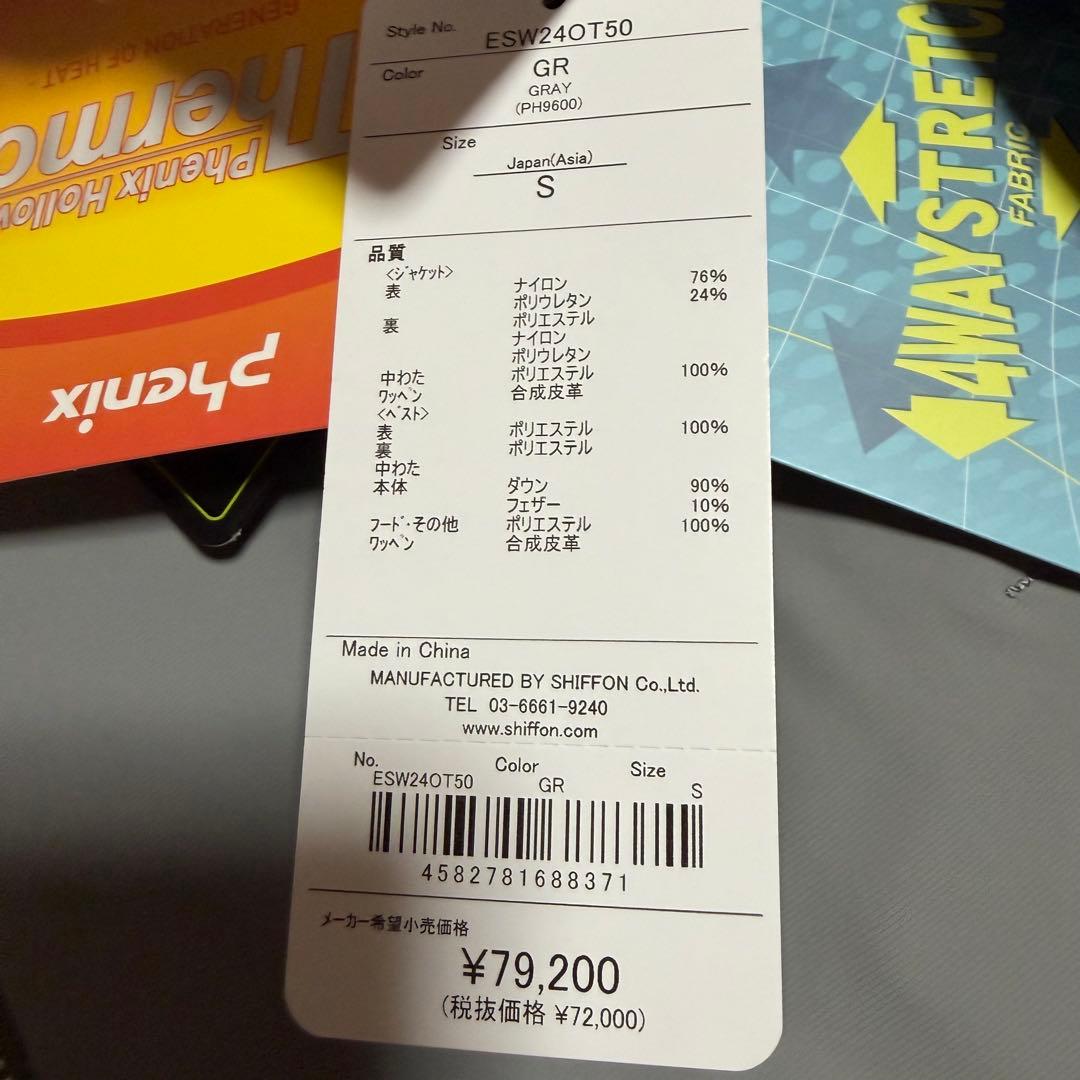 Style No. ESW24OT50
Color GR
GRAY
(PH9600)
Size
Japan(Asia)
S
品質
<ジャケット>
表 ナイロン 76%
ポリウレタン 24%
裏 ポリエステル
ナイロン
ポリウレタン
中わた ポリエステル 100%
ワッペン 合成皮革
<ベスト>
表 ポリエステル 100%
裏 ポリエステル
中わた
本体 ダウン 90%
フェザー 10%
フード・その他 ポリエステル 100%
ワッペン 合成皮革
Made in China
MANUFACTURED BY SHIFFON Co.,Ltd.
TEL 03-6661-9240
www.shiffon.com
No. Color Size
ESW24OT50 GR S
4582781688371
メーカー希望小売価格
¥79,200
(税抜価格 ¥72,000)
phenix
Phenix Hollow
Thermo
GENERATION OF HEAT
4WAYSTRETCH
FABRIC